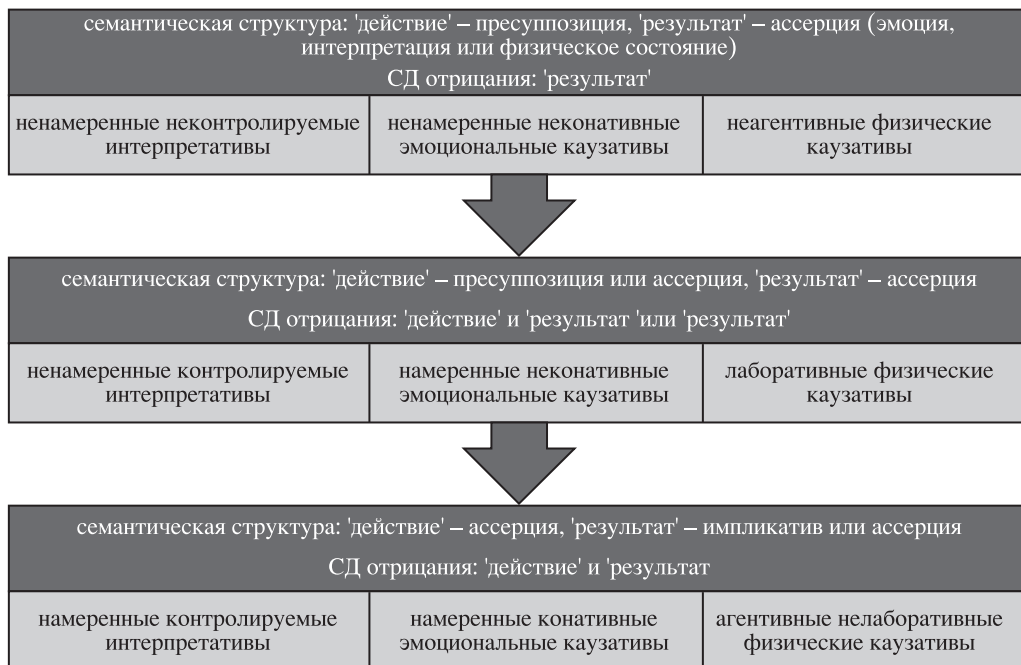 семантическая структура: 'действие' – пресуппозиция, 'результат' – ассерция (эмоция,
интерпретация или физическое состояние)
СД отрицания: 'результат'
ненамеренные неконтролируемые
интерпретативы
ненамеренные неконативные
эмоциональные каузативы
неагентивные физические
каузативы
семантическая структура: 'действие' – пресуппозиция или ассерция, 'результат' – ассерция
СД отрицания: 'действие' и 'результат 'или 'результат'
ненамеренные контролируемые
интерпретативы
намеренные неконативные
эмоциональные каузативы
лаборативные физические
каузативы
семантическая структура: 'действие' – ассерция, 'результат' – импликатив или ассерция
СД отрицания: 'действие' и 'результат
намеренные контролируемые
интерпретативы
намеренные конативные
эмоциональные каузативы
агентивные нелаборативные
физические каузативы